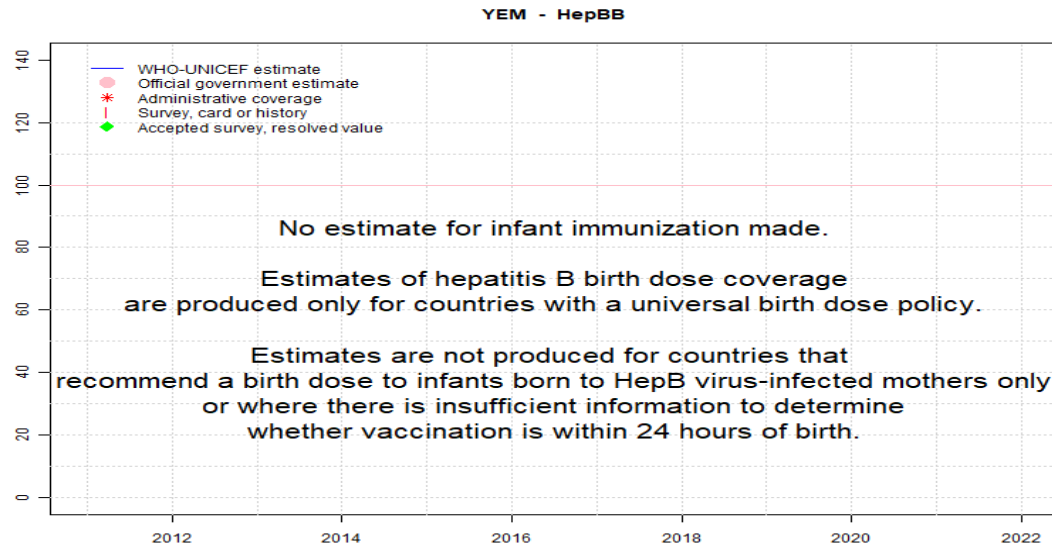 YEM - HepBB
140
120
100
80
60
40
20
0
WHO-UNICEF estimate
Official government estimate
Administrative coverage
Survey, card or history
Accepted survey, resolved value
No estimate for infant immunization made.
Estimates of hepatitis B birth dose coverage
are produced only for countries with a universal birth dose policy.
Estimates are not produced for countries that
recommend a birth dose to infants born to HepB virus-infected mothers only
or where there is insufficient information to determine
whether vaccination is within 24 hours of birth.
2012 2014 2016 2018 2020 2022